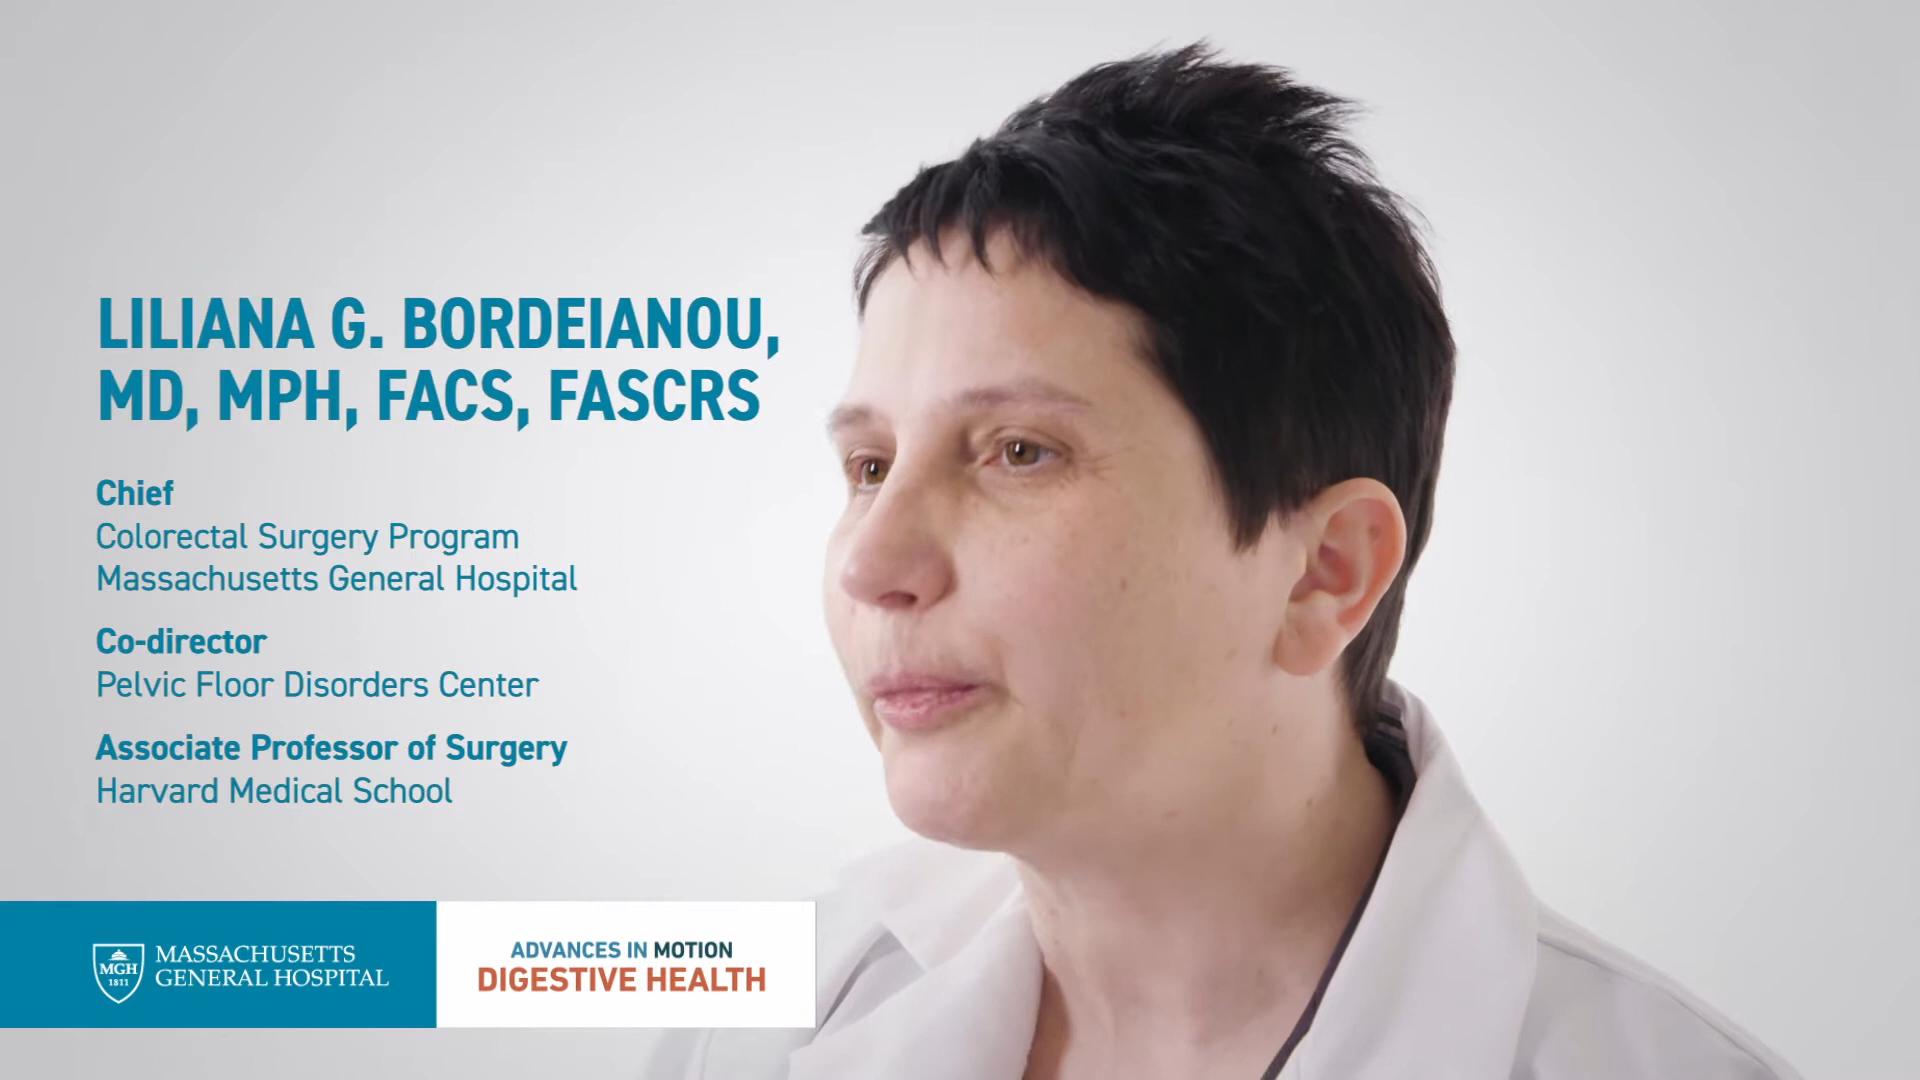 LILIANA G. BORDEIANOU,
MD, MPH, FACS, FASCRS
Chief
Colorectal Surgery Program
Massachusetts General Hospital
Co-director
Pelvic Floor Disorders Center
Associate Professor of Surgery
Harvard Medical School
MGH
1811
MASSACHUSETTS
GENERAL HOSPITAL
ADVANCES IN MOTION
DIGESTIVE HEALTH